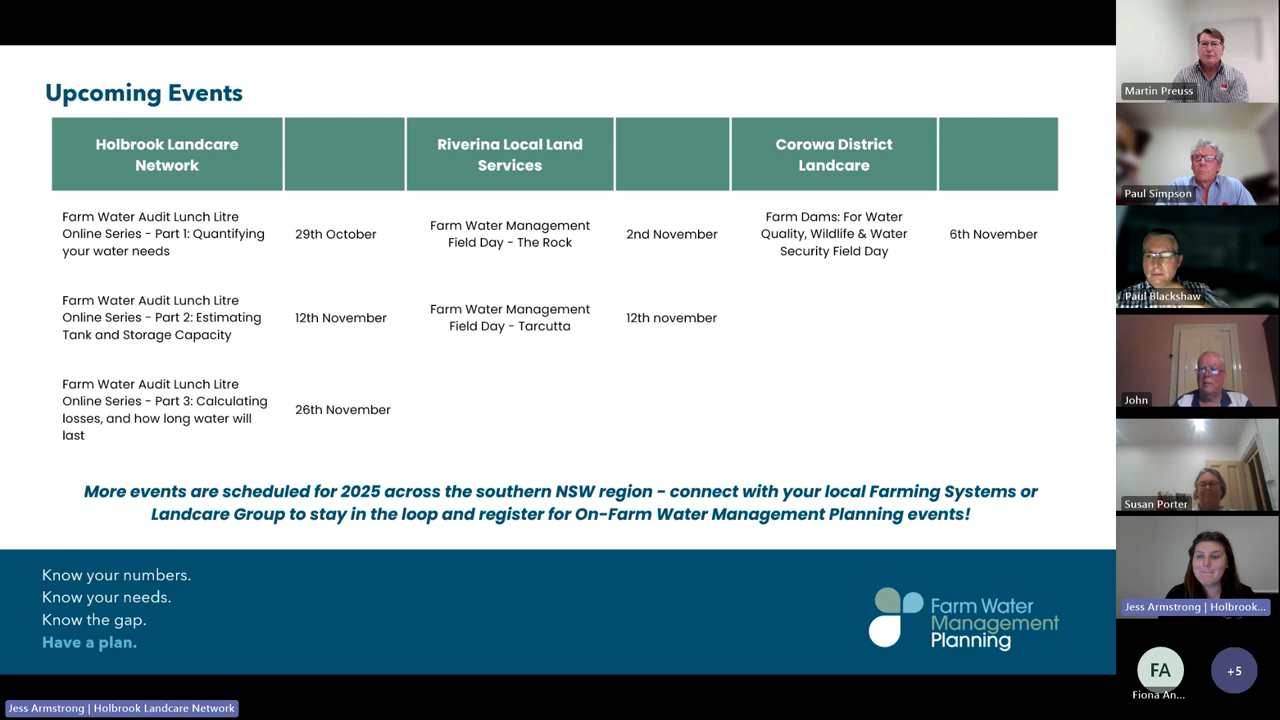 Upcoming Events
Holbrook Landcare
Network
Riverina Local Land
Services
Corowa District
Landcare
Farm Water Audit Lunch Litre
Online Series - Part 1: Quantifying
your water needs
29th October
Farm Water Management
Field Day - The Rock
2nd November
Farm Dams: For Water
Quality, Wildlife & Water
Security Field Day
6th November
Farm Water Audit Lunch Litre
Online Series - Part 2: Estimating
Tank and Storage Capacity
12th November
Farm Water Management
Field Day - Tarcutta
12th november
Farm Water Audit Lunch Litre
Online Series - Part 3: Calculating
losses, and how long water will
last
26th November
More events are scheduled for 2025 across the southern NSW region - connect with your local Farming Systems or
Landcare Group to stay in the loop and register for On-Farm Water Management Planning events!
Know your numbers.
Know your needs.
Know the gap.
Have a plan.
Farm Water
Management
Planning
Jess Armstrong | Holbrook Landcare Network
Martin Preuss
Paul Simpson
Paul Blackshaw
John
Susan Porter
Jess Armstrong | Holbrook...
FA
Fiona An...
+5